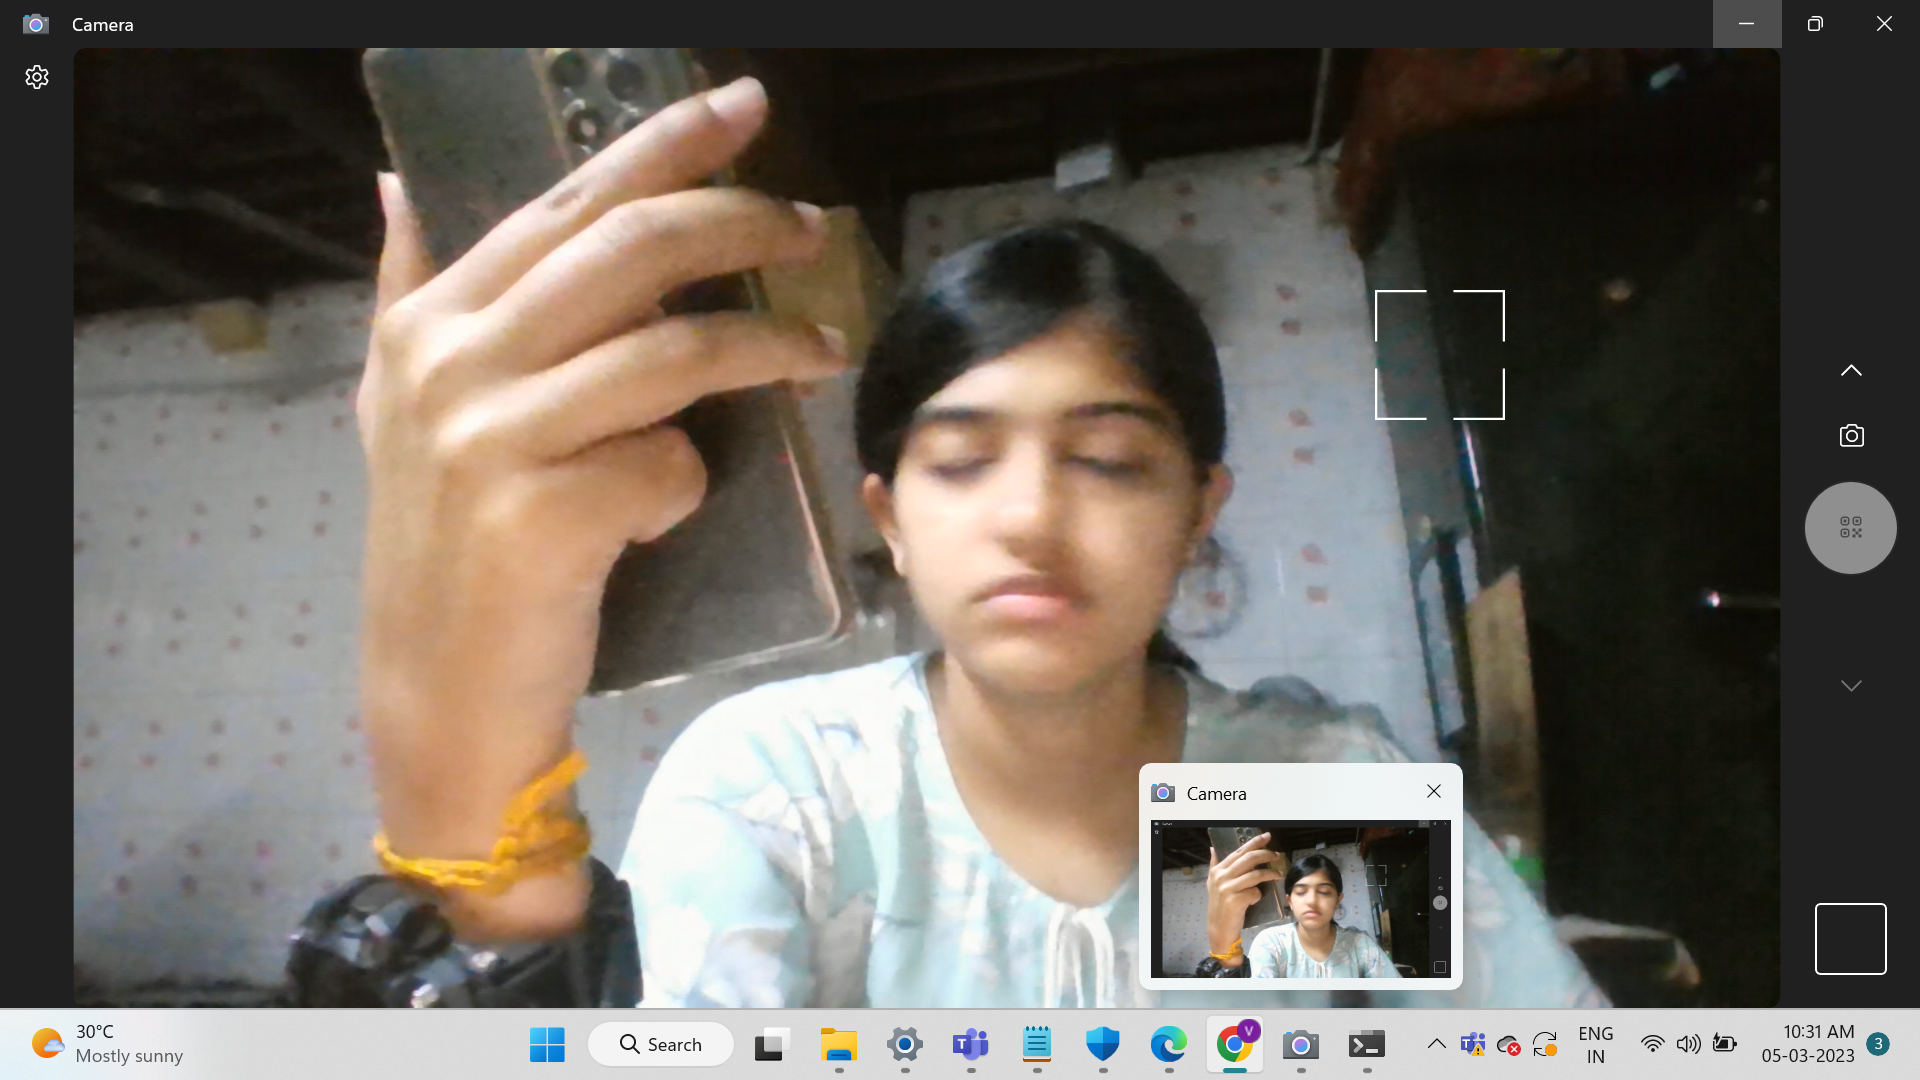 Camera
Camera
30°C
Mostly sunny
Search
V
ENG
IN
10:31 AM
05-03-2023
3